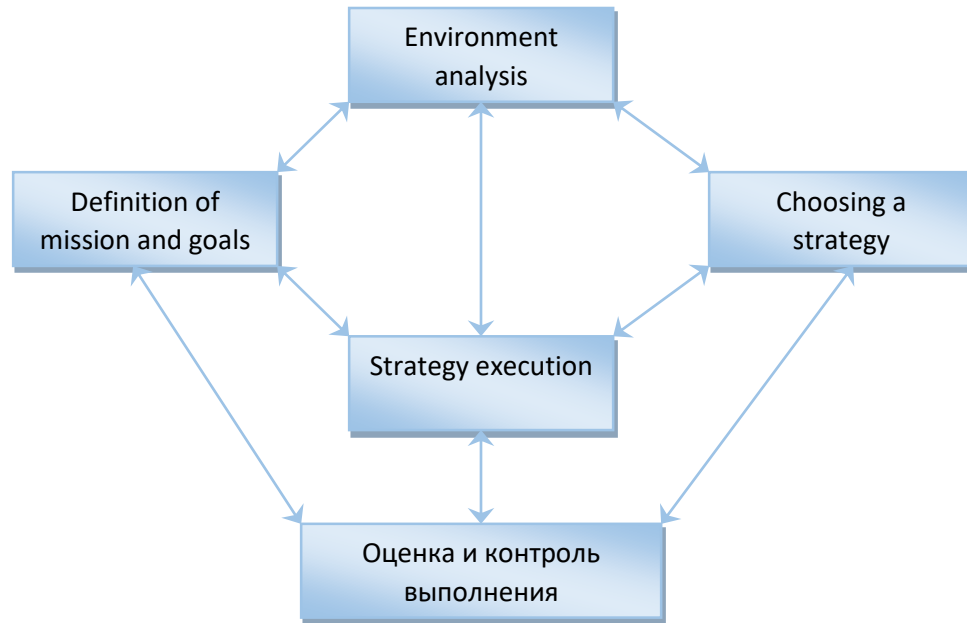 Environment
analysis
Definition of
mission and goals
Choosing a
strategy
Strategy execution
Оценка и контроль
выполнения